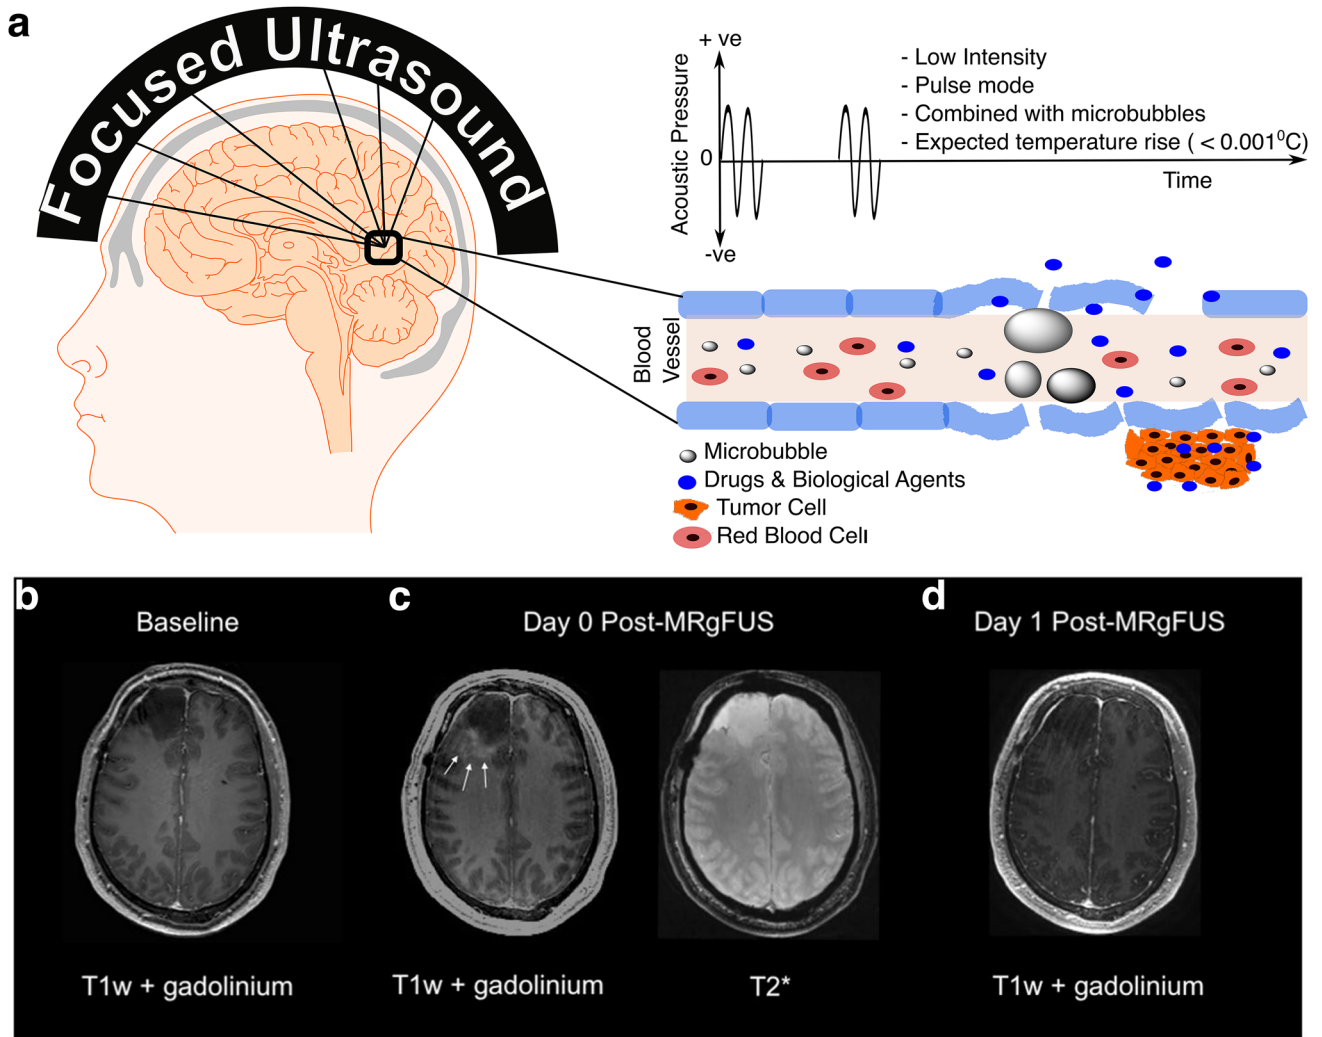 a
Focused Ultrasound
+ ve
Acoustic Pressure
0
-ve
Time
- Low Intensity
- Pulse mode
- Combined with microbubbles
- Expected temperature rise ( < 0.001⁰C)
Blood
Vessel
Microbubble
Drugs & Biological Agents
Tumor Cell
Red Blood Cell
b
Baseline
T1w + gadolinium
c
Day 0 Post-MRgFUS
T1w + gadolinium
T2*
d
Day 1 Post-MRgFUS
T1w + gadolinium